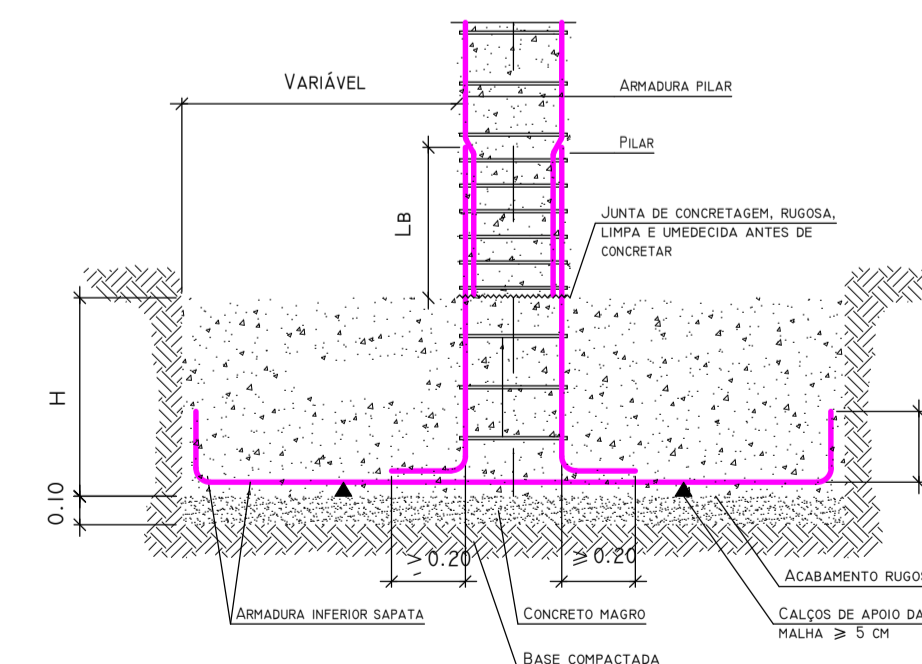 VARIÁVEL
ARMADURA PILAR
PILAR
LB
JUNTA DE CONCRETAGEM, RUGOSA,
LIMPA E UMEDECIDA ANTES DE
CONCRETAR
H
0.10
≥ 0.20
≥ 0.20
ACABAMENTO RUGOS
ARMADURA INFERIOR SAPATA
CONCRETO MAGRO
CALÇOS DE APOIO DA
MALHA ≥ 5 CM
BASE COMPACTADA